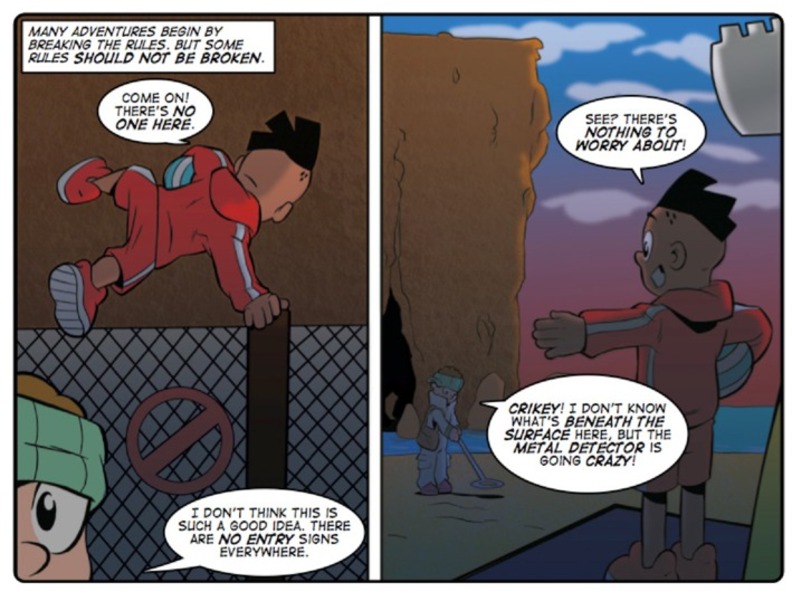 MANY ADVENTURES BEGIN BY
BREAKING THE RULES. BUT SOME
RULES SHOULD NOT BE BROKEN.
COME ON!
THERE'S NO
ONE HERE.
I DON'T THINK THIS IS
SUCH A GOOD IDEA. THERE
ARE NO ENTRY SIGNS
EVERYWHERE.
SEE? THERE'S
NOTHING TO
WORRY ABOUT!
CRIKEY! I DON'T KNOW
WHAT'S BENEATH THE
SURFACE HERE, BUT THE
METAL DETECTOR IS
GOING CRAZY!